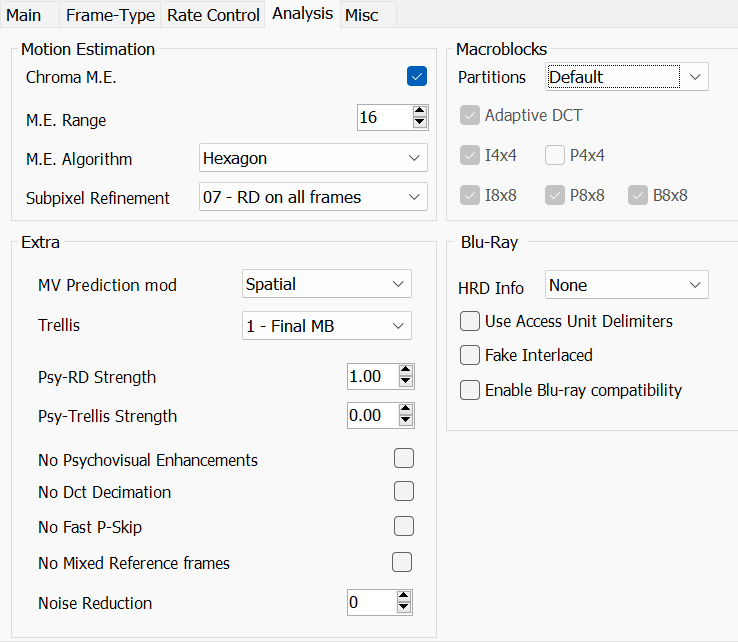 Main Frame-Type Rate Control Analysis Misc
Motion Estimation
Chroma M.E.
M.E. Range 16
M.E. Algorithm Hexagon
Subpixel Refinement 07 - RD on all frames
Macroblocks
Partitions Default
Adaptive DCT
I4x4 P4x4
I8x8 P8x8 B8x8
Extra
MV Prediction mod Spatial
Trellis 1 - Final MB
Psy-RD Strength 1.00
Psy-Trellis Strength 0.00
No Psychovisual Enhancements
No Dct Decimation
No Fast P-Skip
No Mixed Reference frames
Noise Reduction 0
Blu-Ray
HRD Info None
Use Access Unit Delimiters
Fake Interlaced
Enable Blu-ray compatibility